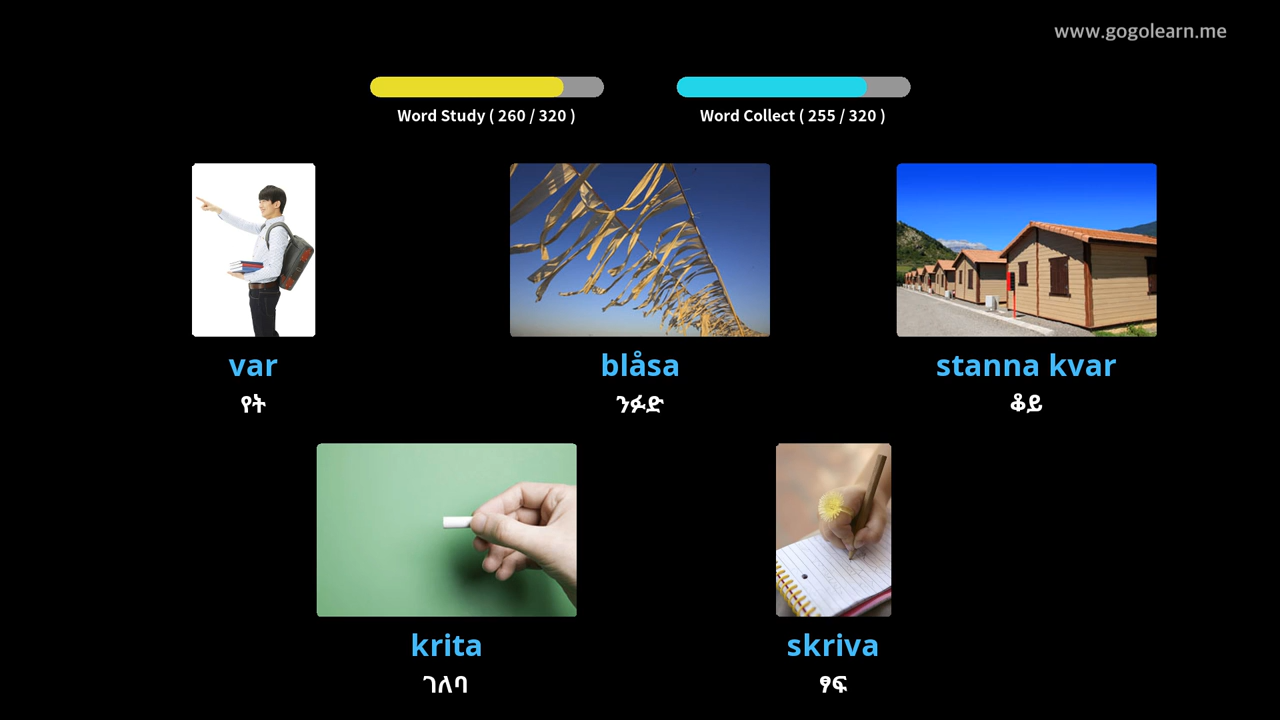 www.gogolearn.me
Word Study ( 260 / 320 )
Word Collect ( 255 / 320 )
var
የት
blåsa
ንፉድ
stanna kvar
ቆይ
krita
ገለባ
skriva
ፃፍ